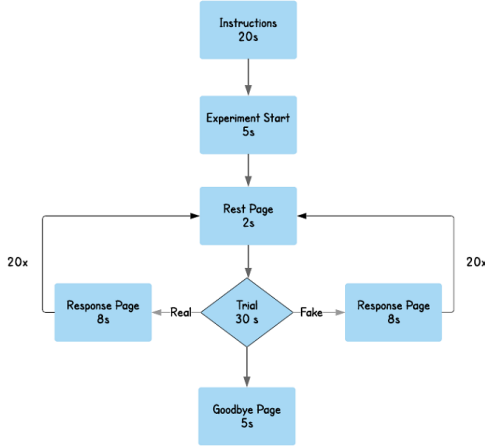 Instructions
20s
Experiment Start
5s
Rest Page
2s
20x
20x
Response Page
8s
Real
Trial
30 s
Fake
Response Page
8s
Goodbye Page
5s